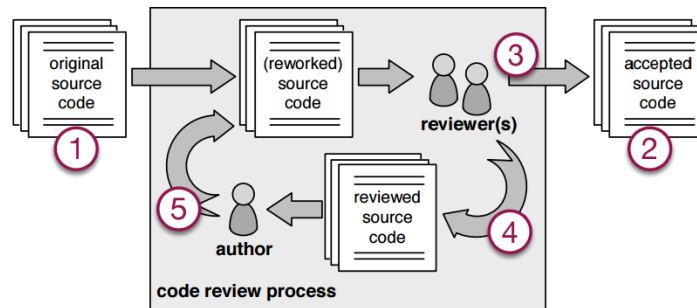 original
source
code
1
(reworked)
source
code
3
reviewer(s)
accepted
source
code
2
5
author
reviewed
source
code
4
code review process